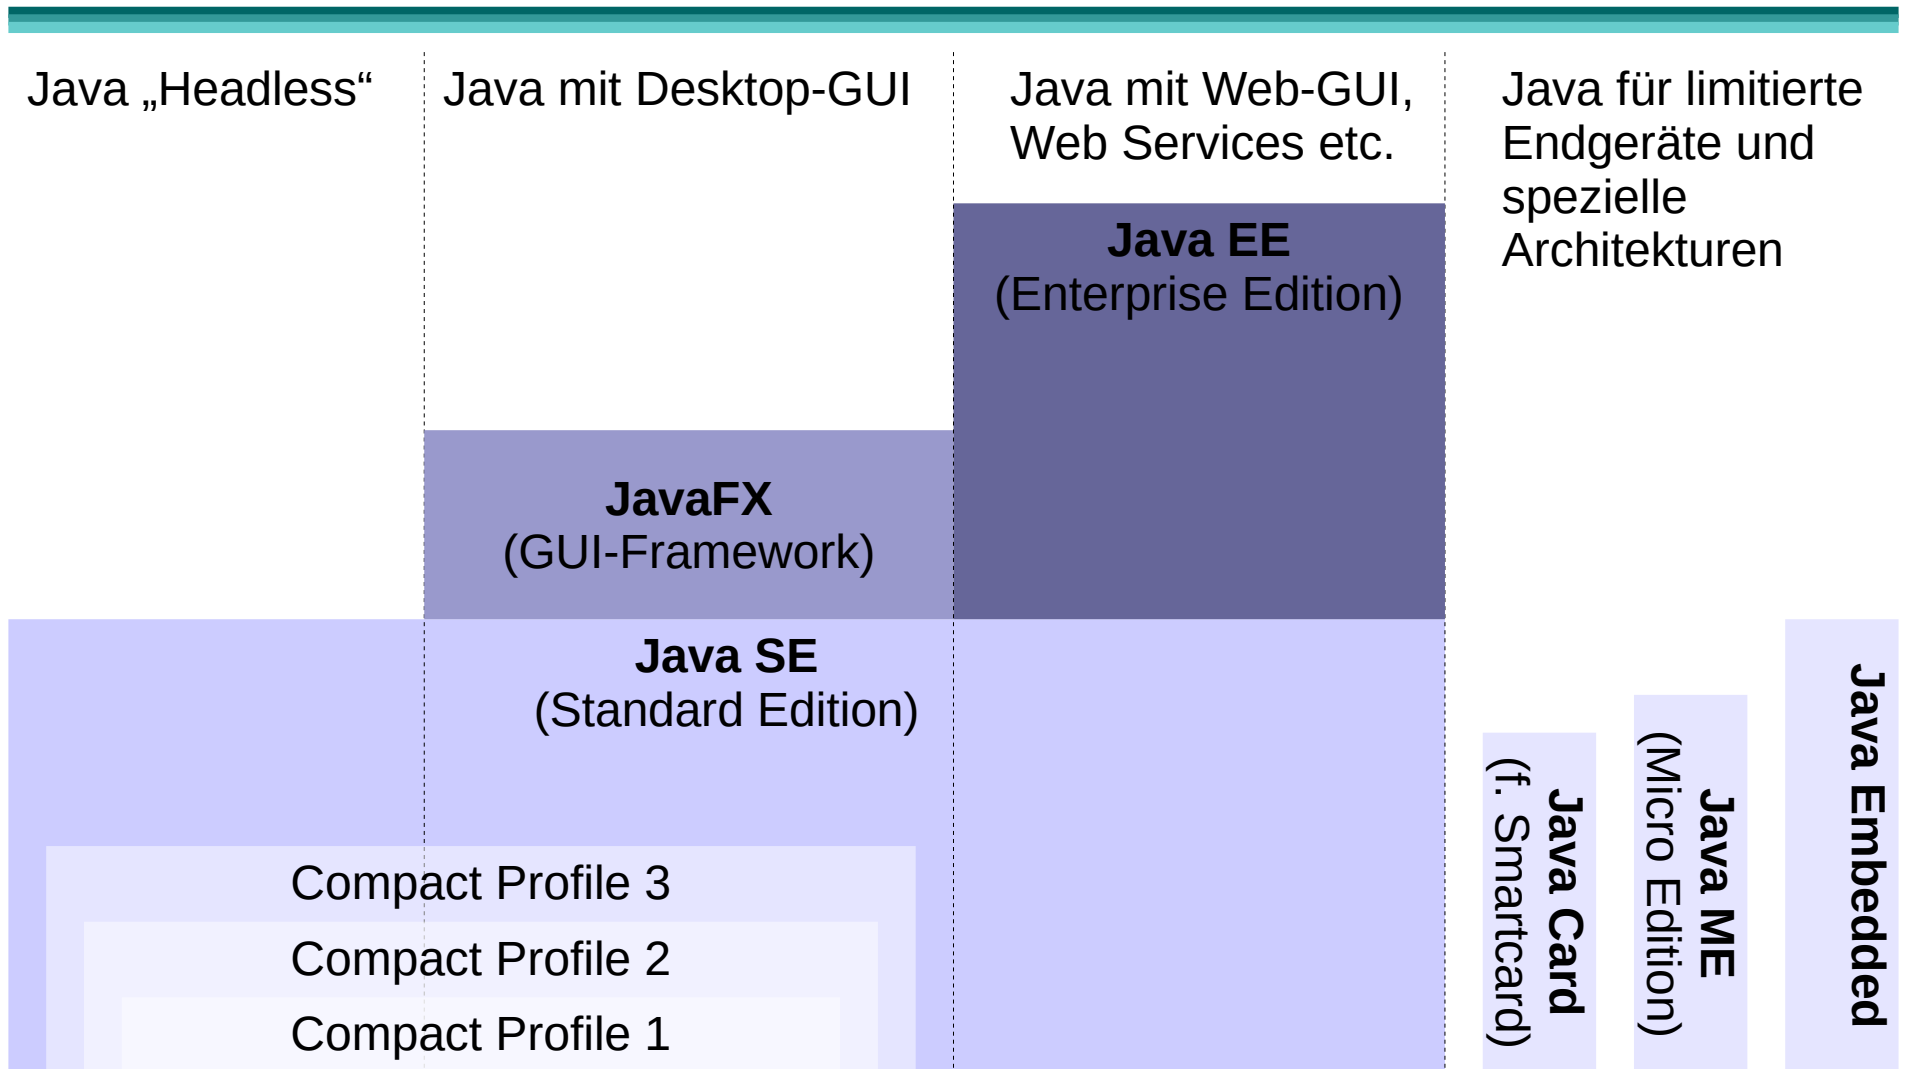 Java „Headless“
Java mit Desktop-GUI
Java mit Web-GUI,
Web Services etc.
Java für limitierte
Endgeräte und
spezielle
Architekturen
Java EE
(Enterprise Edition)
JavaFX
(GUI-Framework)
Java SE
(Standard Edition)
Compact Profile 3
Compact Profile 2
Compact Profile 1
Java Card
(f. Smartcard)
Java ME
(Micro Edition)
Java Embedded